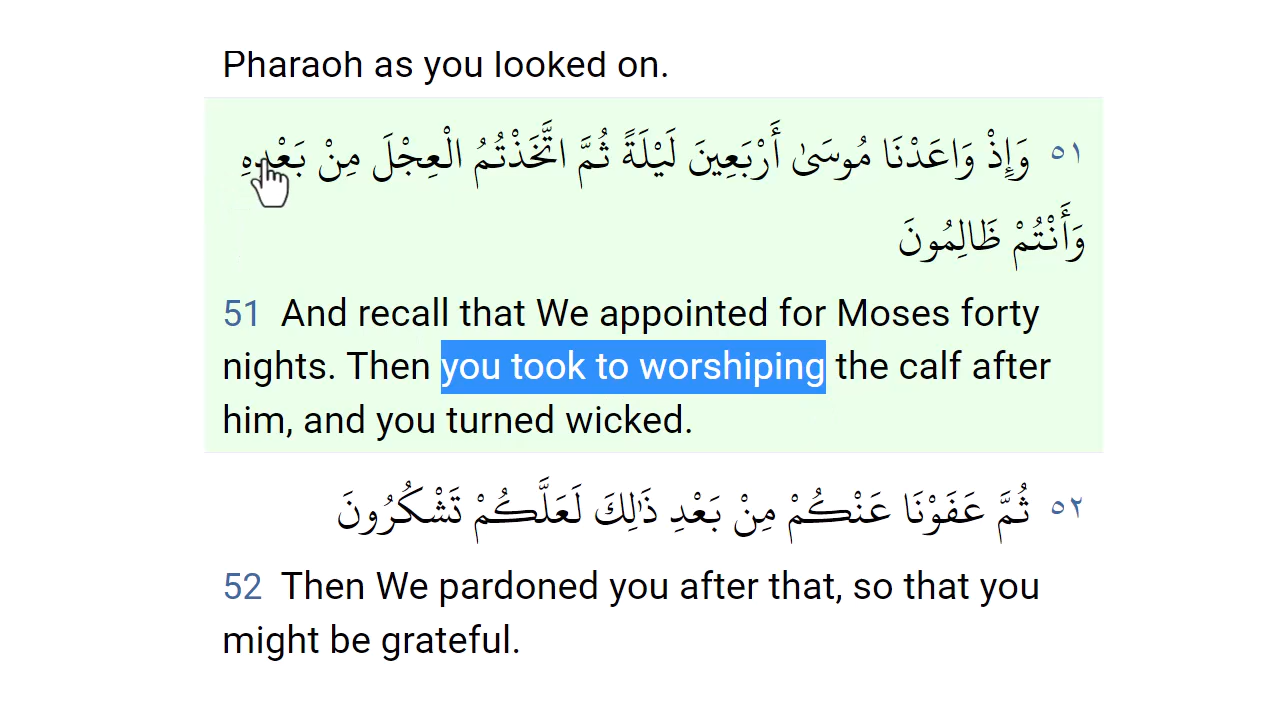 Pharaoh as you looked on.
٥١ وَإِذْ وَاعَدْنَا مُوسَىٰ أَرْبَعِينَ لَيْلَةً ثُمَّ اتَّخَذْتُمُ الْعِجْلَ مِنْ بَعْدِهِ
وَأَنْتُمْ ظَالِمُونَ
51 And recall that We appointed for Moses forty
nights. Then you took to worshiping the calf after
him, and you turned wicked.
٥٢ ثُمَّ عَفَوْنَا عَنْكُمْ مِنْ بَعْدِ ذَٰلِكَ لَعَلَّكُمْ تَشْكُرُونَ
52 Then We pardoned you after that, so that you
might be grateful.